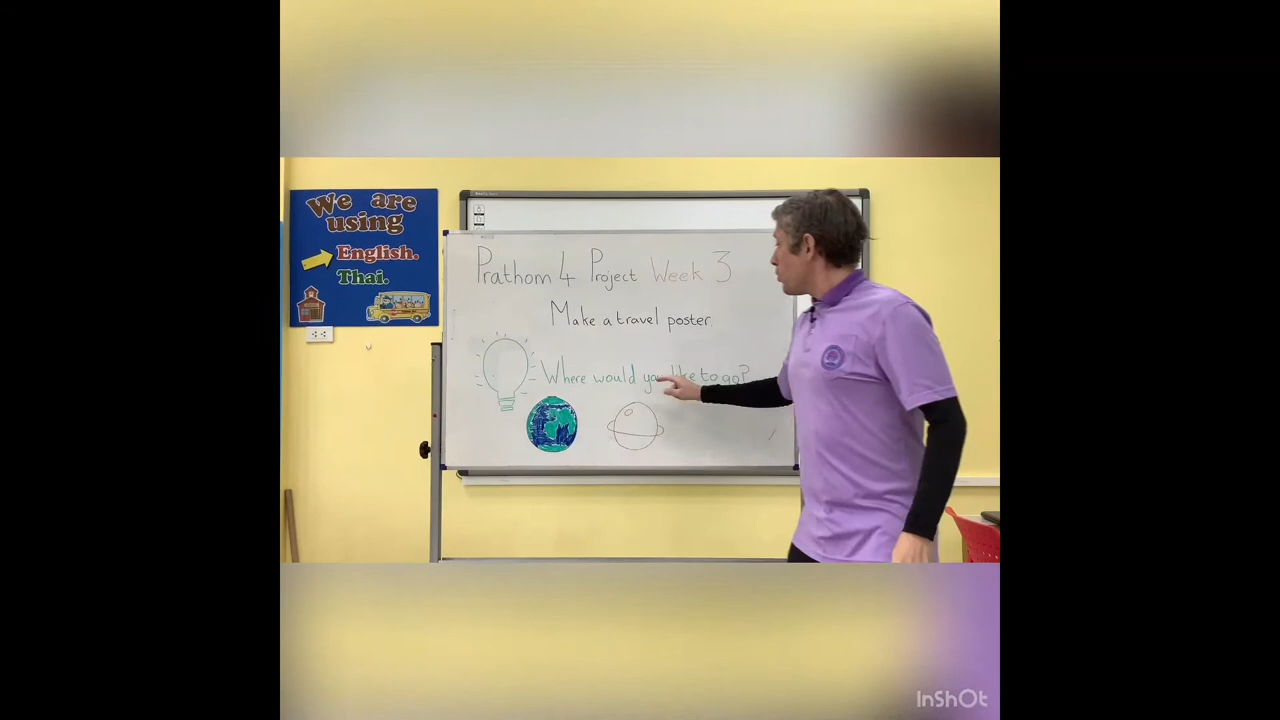 We are
using
English.
Thai.
Prathom 4 Project Week 3
Make a travel poster
Where would you like to go?
InShOt